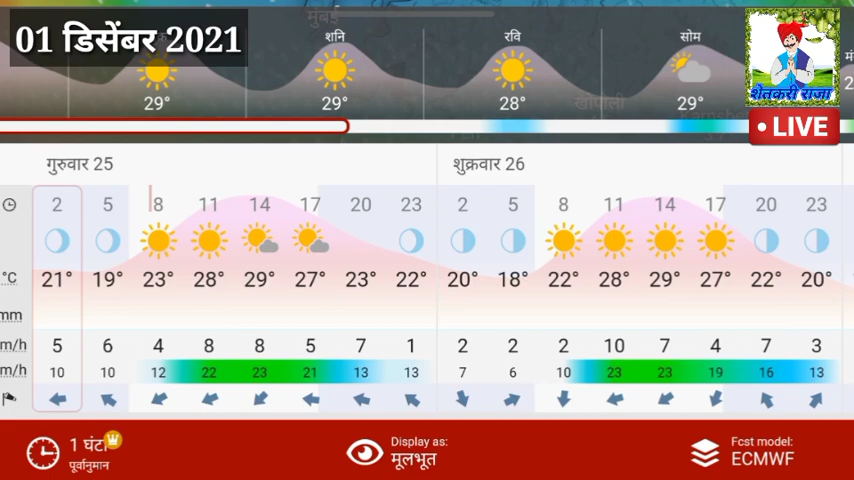 मुंबई
01 डिसेंबर 2021
शनि
रवि
सोम
29°
29°
28°
29°
शेतकरी राजा
LIVE
गुरुवार 25
शुक्रवार 26
2 5 8 11 14 17 20 23 2 5 8 11 14 17 20 23
°C 21° 19° 23° 28° 29° 27° 23° 22° 20° 18° 22° 28° 29° 27° 22° 20°
mm
m/h 5 6 4 8 8 5 7 1 2 2 2 10 7 4 7 3
m/h 10 10 12 22 23 21 13 13 7 6 10 23 23 19 16 13
1 घंटा
पूर्वानुमान
Display as:
मूलभूत
Fcst model:
ECMWF